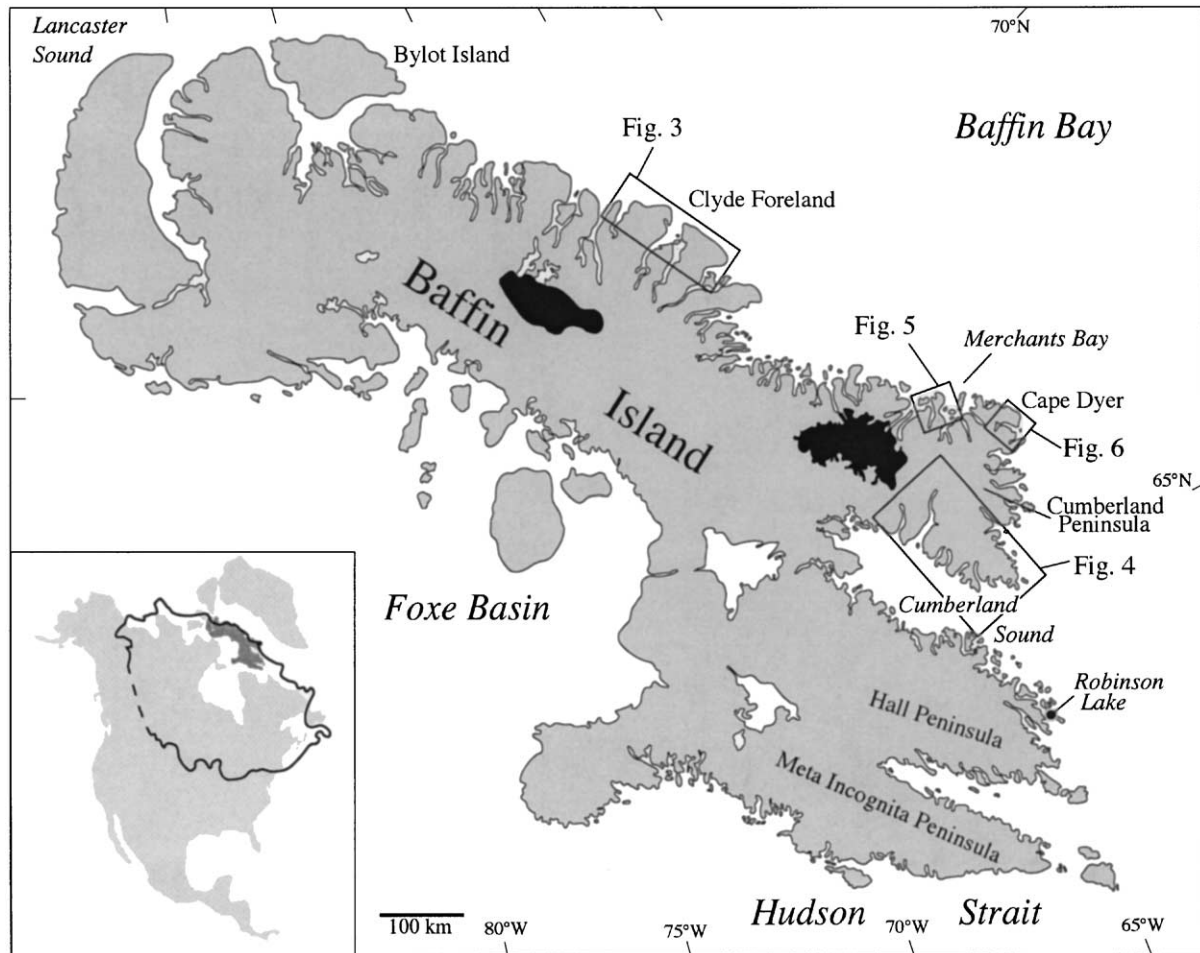 Lancaster
Sound
Bylot Island
70°N
Baffin Bay
Fig. 3
Clyde Foreland
Baffin
Island
Fig. 5
Merchants Bay
Cape Dyer
Fig. 6
65°N
Cumberland
Peninsula
Fig. 4
Foxe Basin
Cumberland
Sound
Robinson
Lake
Hall Peninsula
Meta Incognita Peninsula
Hudson Strait
100 km
80°W
75°W
70°W
65°W